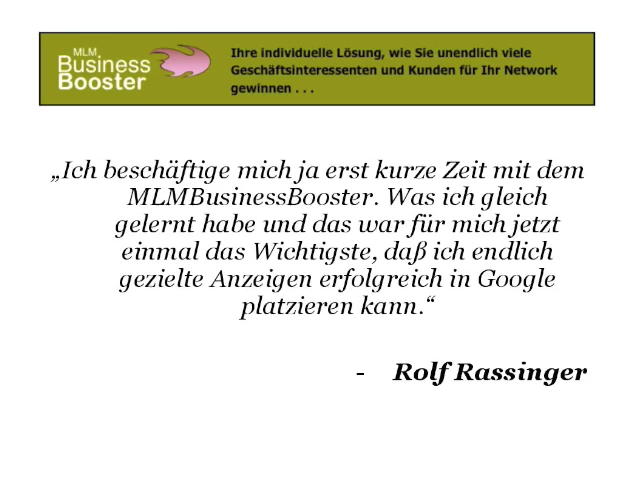 MLM
Business
Booster
Ihre individuelle Lösung, wie Sie unendlich viele
Geschäftsinteressenten und Kunden für Ihr Network
gewinnen . . .
„Ich beschäftige mich ja erst kurze Zeit mit dem
MLMBusinessBooster. Was ich gleich
gelernt habe und das war für mich jetzt
einmal das Wichtigste, daß ich endlich
gezielte Anzeigen erfolgreich in Google
platzieren kann.“
- Rolf Rassinger